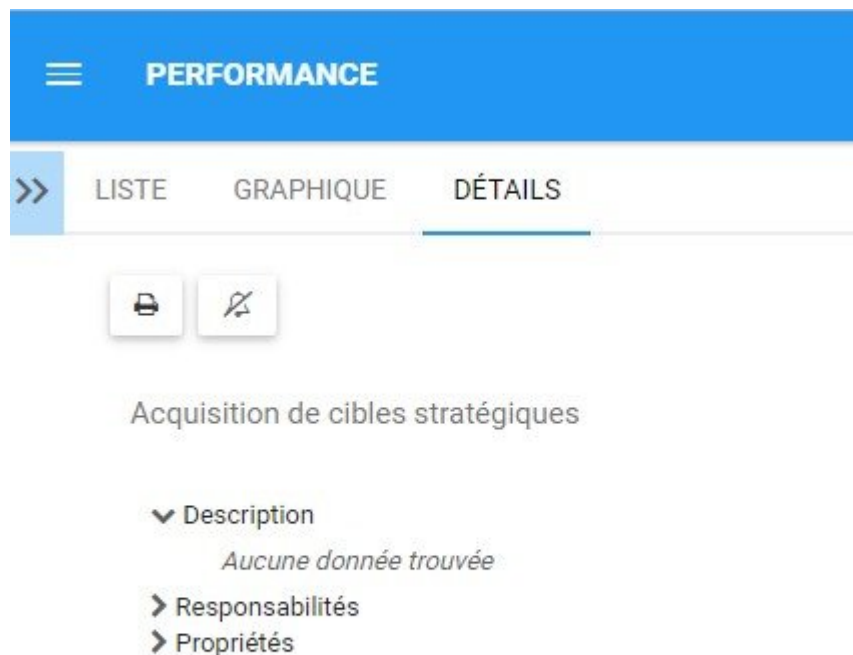 PERFORMANCE
LISTE GRAPHIQUE DÉTAILS
Acquisition de cibles stratégiques
Description
Aucune donnée trouvée
Responsabilités
Propriétés